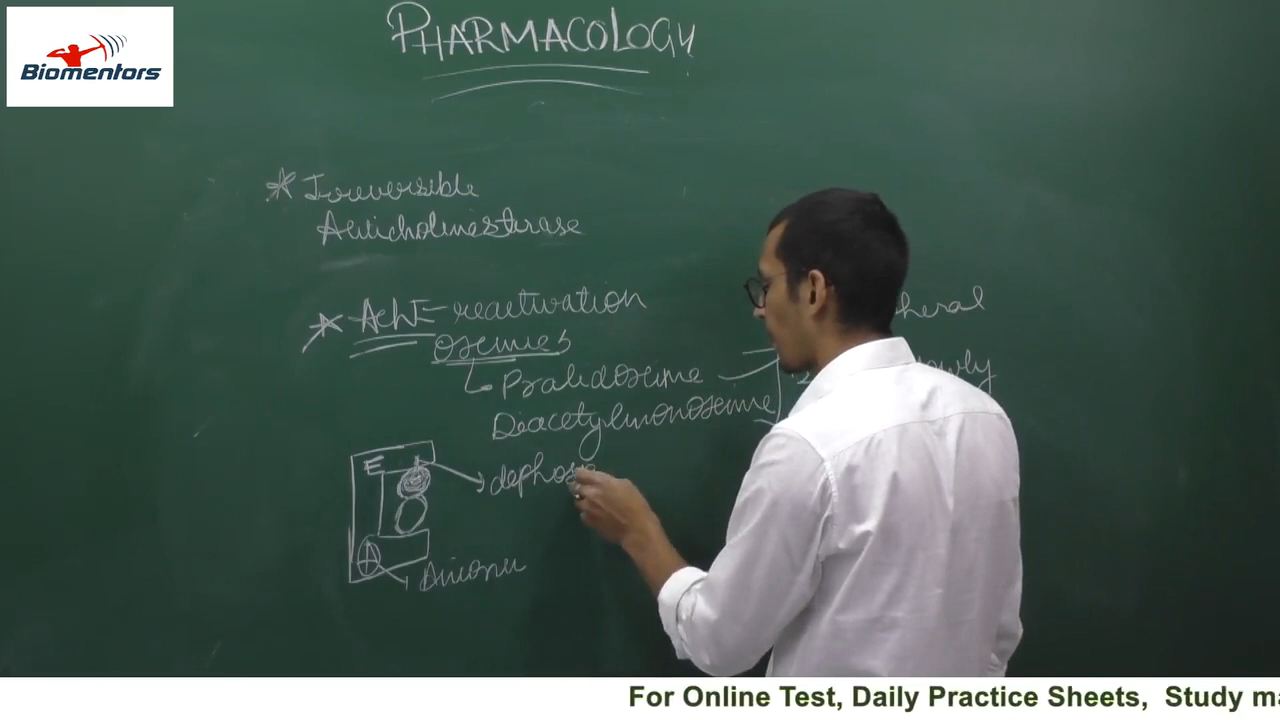 Biomentors
PHARMACOLOGY
* Irreversible
Anticholinesterase
* AchE-reactivation
oximes
Pralidoxime
Diacetylmonoxime
E
dephos
A
Anionic
For Online Test, Daily Practice Sheets, Study ma